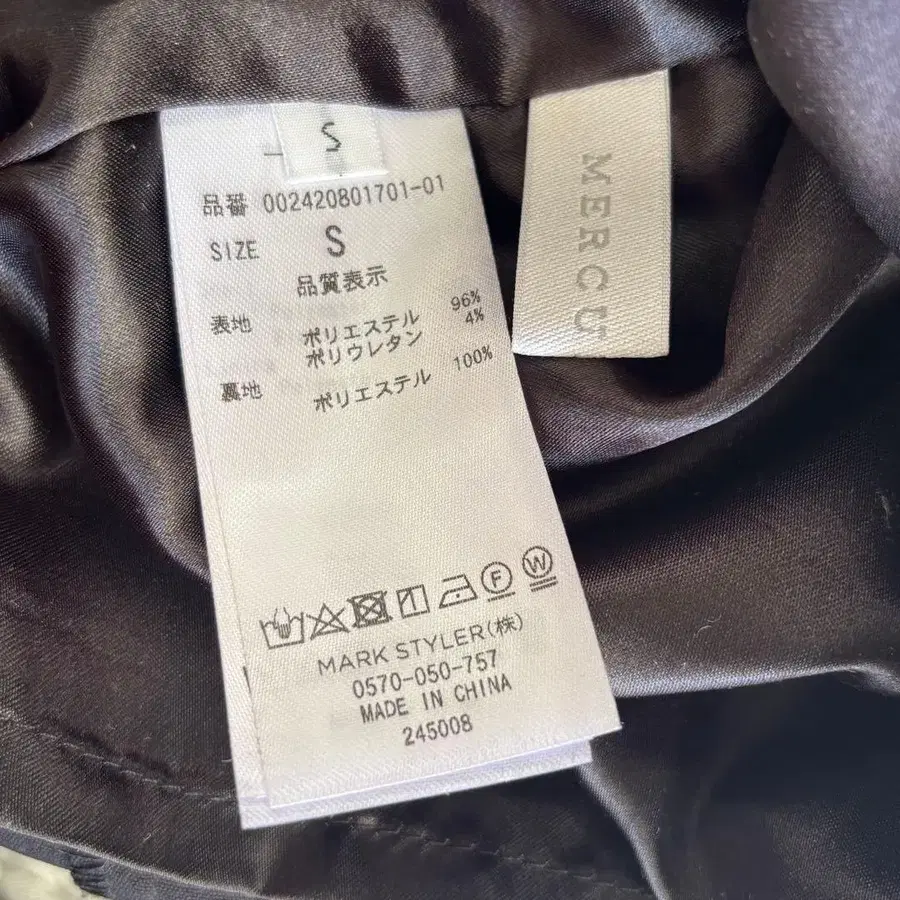 S
品番 002420801701-01
SIZE S
品質表示
表地 ポリエステル 96%
ポリウレタン 4%
裏地 ポリエステル 100%
F
W
MARK STYLER(株)
0570-050-757
MADE IN CHINA
245008
MERCU